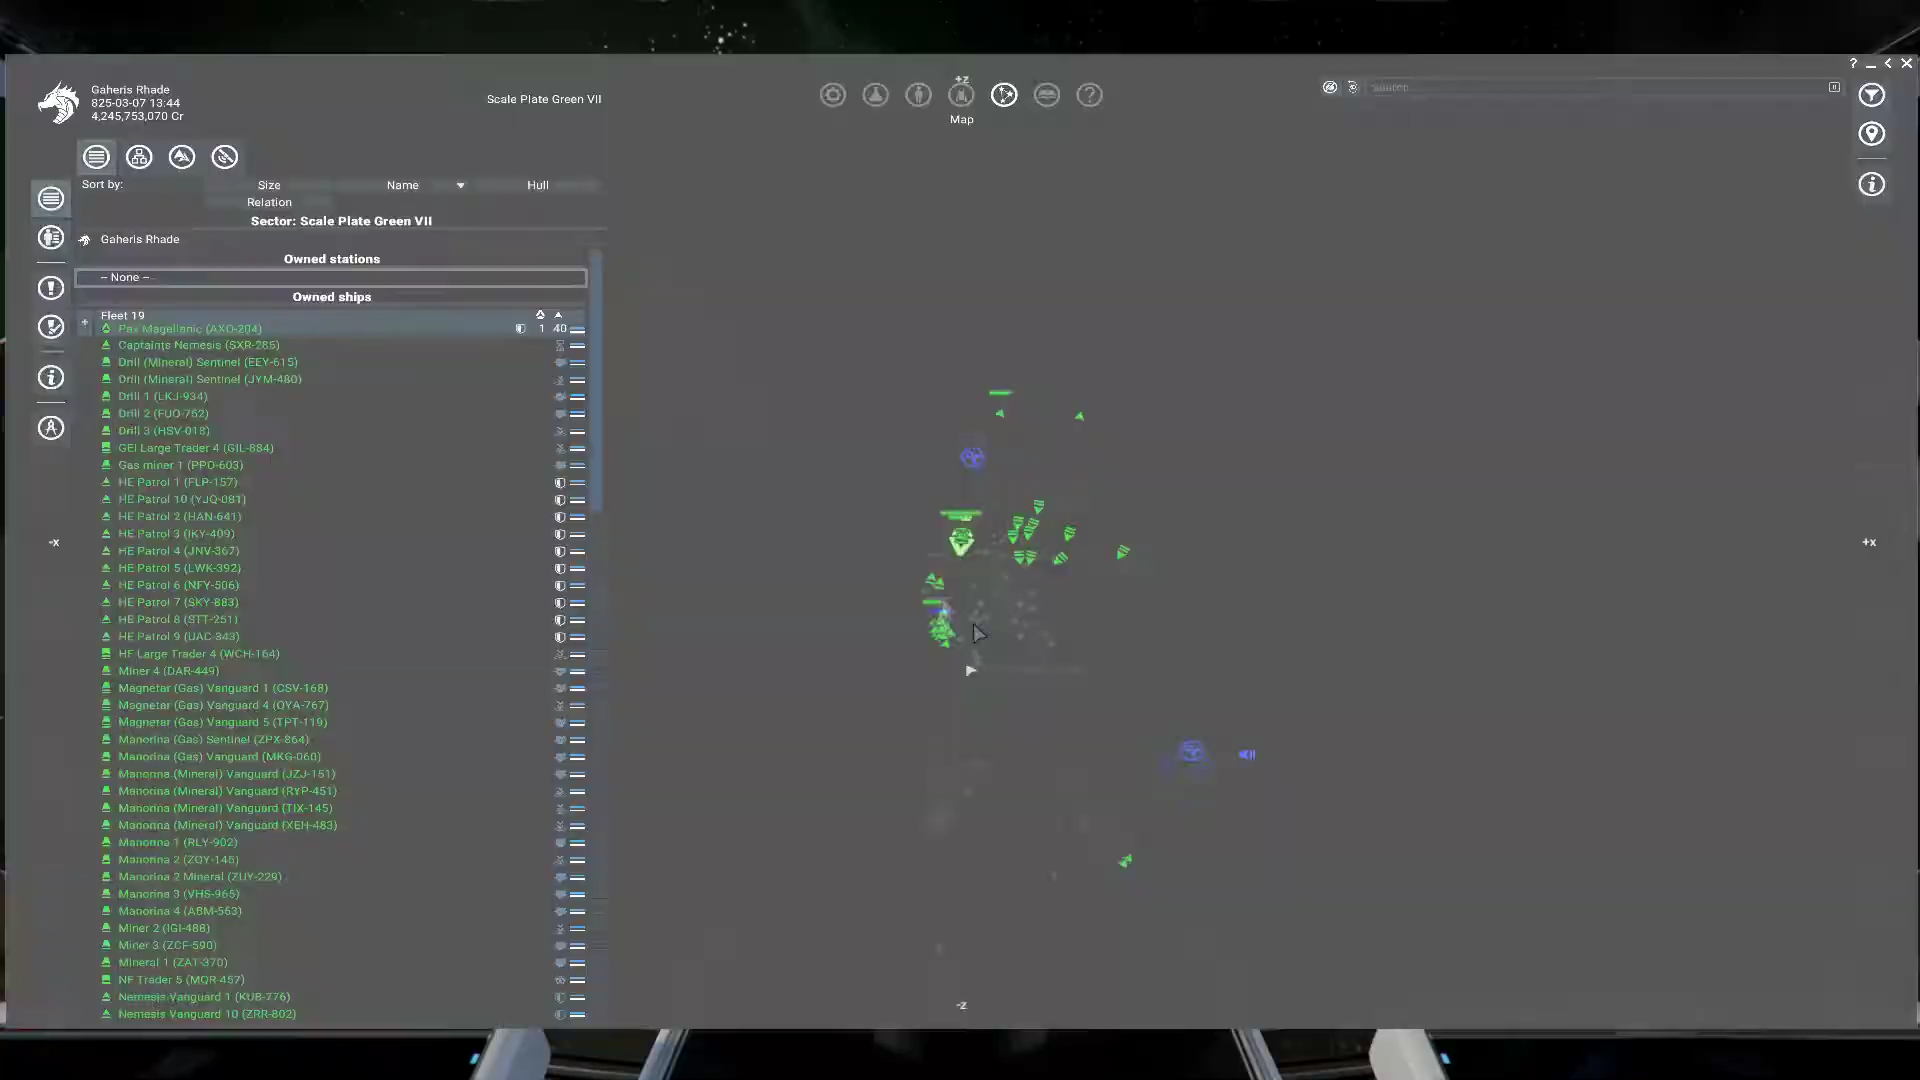 ? _ < X
Gaheris Rhade
825-03-07 13:44
4,245,753,070 Cr
Scale Plate Green VII
+z
Map
Search...
Sort by:
Size
Name
Hull
Relation
Sector: Scale Plate Green VII
Gaheris Rhade
Owned stations
-- None --
Owned ships
Fleet 19
Pax Magellanic (AXO-204)
1 40
Captain's Nemesis (SXR-285)
Drill (Mineral) Sentinel (EEY-615)
Drill (Mineral) Sentinel (JYM-480)
Drill 1 (LKJ-934)
Drill 2 (FUO-752)
Drill 3 (HSV-018)
GEI Large Trader 4 (GIL-884)
Gas miner 1 (PPO-603)
HE Patrol 1 (FLP-157)
HE Patrol 10 (YJQ-081)
HE Patrol 2 (HAN-641)
HE Patrol 3 (IKY-409)
HE Patrol 4 (JNV-367)
HE Patrol 5 (LWK-392)
HE Patrol 6 (NFY-506)
HE Patrol 7 (SKY-883)
HE Patrol 8 (STT-251)
HE Patrol 9 (UAC-343)
HF Large Trader 4 (WCH-164)
Miner 4 (DAR-449)
Magnetar (Gas) Vanguard 1 (CSV-168)
Magnetar (Gas) Vanguard 4 (OYA-767)
Magnetar (Gas) Vanguard 5 (TPT-119)
Manorina (Gas) Sentinel (ZPX-864)
Manorina (Gas) Vanguard (MKG-060)
Manorina (Mineral) Vanguard (JZJ-151)
Manorina (Mineral) Vanguard (RYP-451)
Manorina (Mineral) Vanguard (TIX-145)
Manorina (Mineral) Vanguard (XEH-483)
Manorina 1 (RLY-902)
Manorina 2 (ZQY-145)
Manorina 2 Mineral (ZUY-229)
Manorina 3 (VHS-965)
Manorina 4 (ABM-563)
Miner 2 (IGI-488)
Miner 3 (ZCF-590)
Mineral 1 (ZAT-370)
NF Trader 5 (MQR-457)
Nemesis Vanguard 1 (KUB-776)
Nemesis Vanguard 10 (ZRR-802)
-x
+x
-z